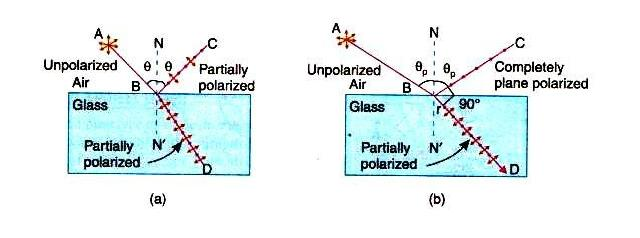 A
N
C
Unpolarized
Air
θ
θ
Partially
polarized
B
Glass
Partially
polarized
N'
D
(a)
A
N
C
Unpolarized
Air
θp
θp
Completely
plane polarized
B
Glass
r
90°
Partially
polarized
N'
D
(b)